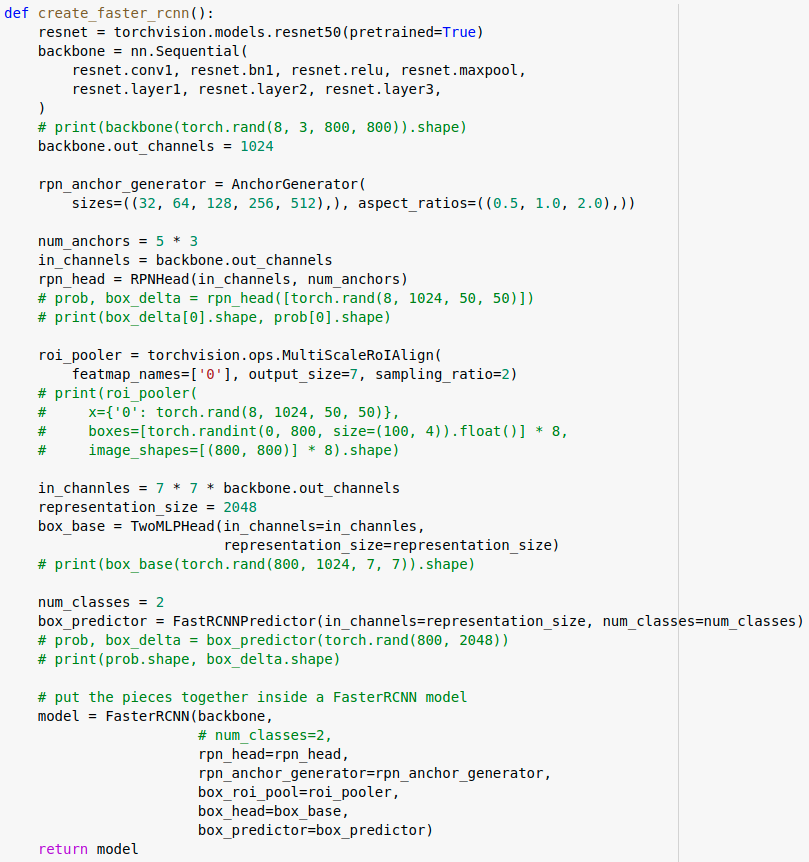 def create_faster_rcnn():
    resnet = torchvision.models.resnet50(pretrained=True)
    backbone = nn.Sequential(
        resnet.conv1, resnet.bn1, resnet.relu, resnet.maxpool,
        resnet.layer1, resnet.layer2, resnet.layer3,
    )
    # print(backbone(torch.rand(8, 3, 800, 800)).shape)
    backbone.out_channels = 1024

    rpn_anchor_generator = AnchorGenerator(
        sizes=((32, 64, 128, 256, 512),), aspect_ratios=((0.5, 1.0, 2.0),))

    num_anchors = 5 * 3
    in_channels = backbone.out_channels
    rpn_head = RPNHead(in_channels, num_anchors)
    # prob, box_delta = rpn_head([torch.rand(8, 1024, 50, 50)])
    # print(box_delta[0].shape, prob[0].shape)

    roi_pooler = torchvision.ops.MultiScaleRoIAlign(
        featmap_names=['0'], output_size=7, sampling_ratio=2)
    # print(roi_pooler(
    #     x={'0': torch.rand(8, 1024, 50, 50)},
    #     boxes=[torch.randint(0, 800, size=(100, 4)).float()] * 8,
    #     image_shapes=[(800, 800)] * 8).shape)

    in_channles = 7 * 7 * backbone.out_channels
    representation_size = 2048
    box_base = TwoMLPHead(in_channels=in_channles,
                          representation_size=representation_size)
    # print(box_base(torch.rand(800, 1024, 7, 7)).shape)

    num_classes = 2
    box_predictor = FastRCNNPredictor(in_channels=representation_size, num_classes=num_classes)
    # prob, box_delta = box_predictor(torch.rand(800, 2048))
    # print(prob.shape, box_delta.shape)

    # put the pieces together inside a FasterRCNN model
    model = FasterRCNN(backbone,
                       # num_classes=2,
                       rpn_head=rpn_head,
                       rpn_anchor_generator=rpn_anchor_generator,
                       box_roi_pool=roi_pooler,
                       box_head=box_base,
                       box_predictor=box_predictor)
    return model